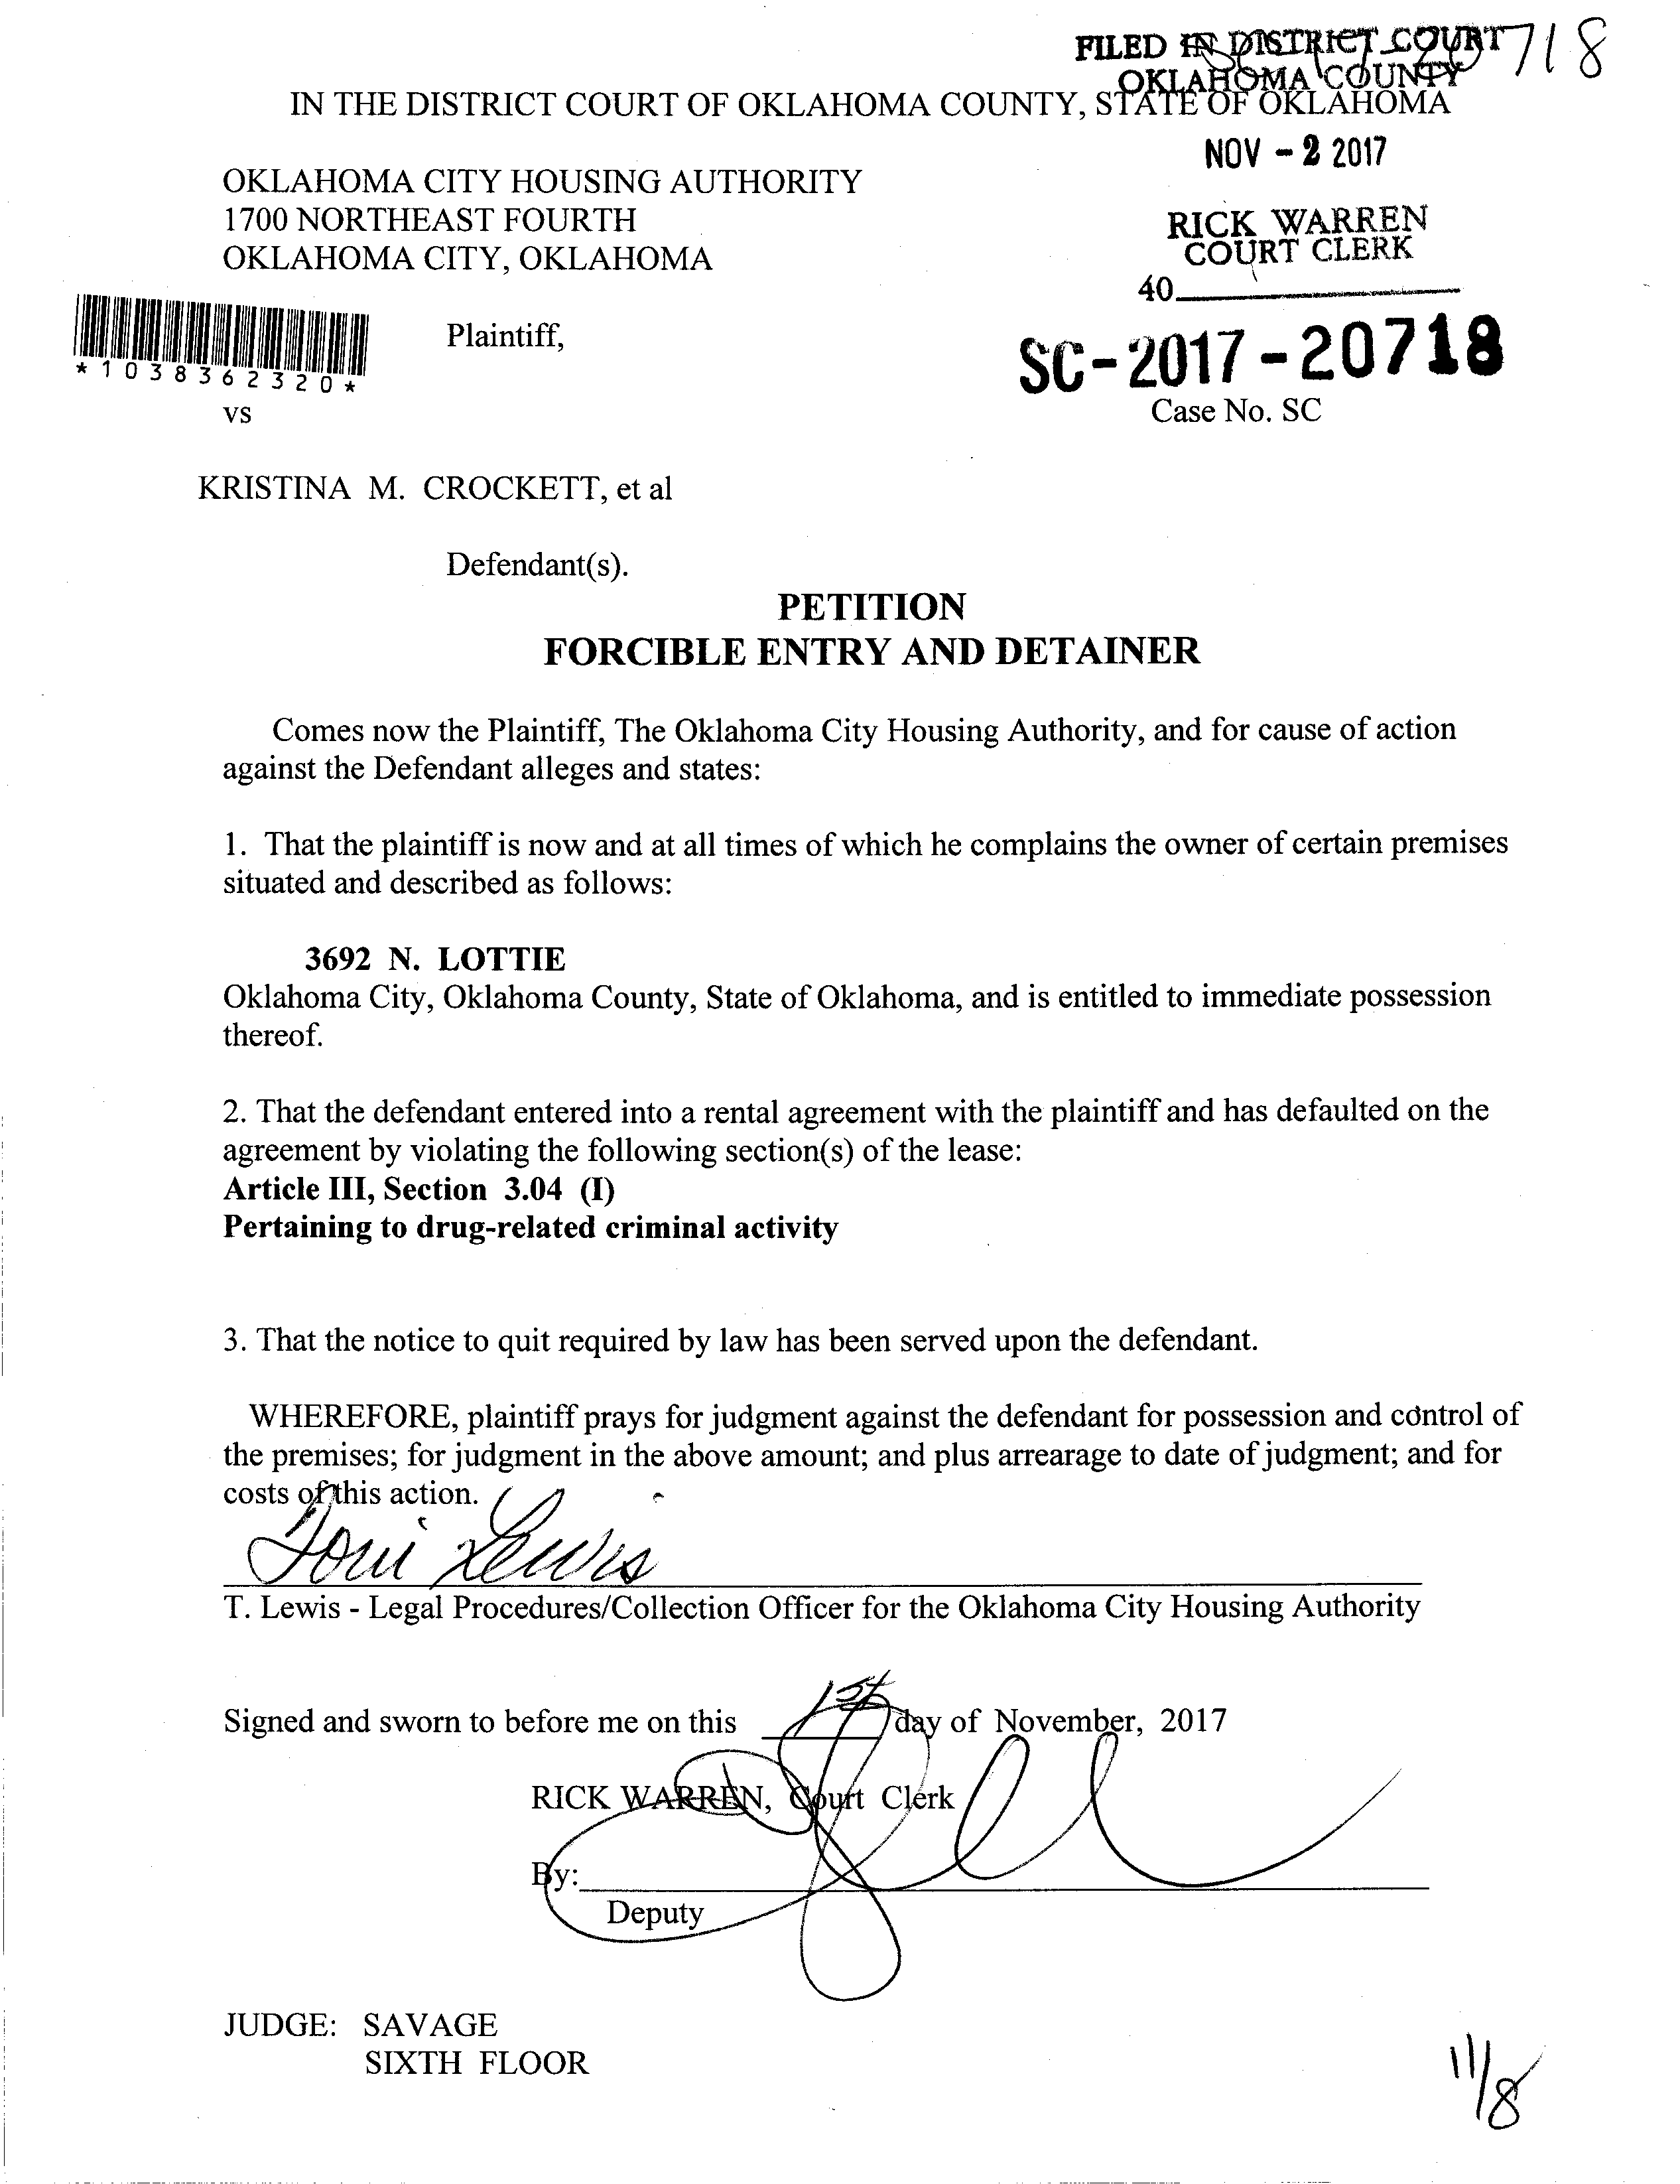 FILED IN DISTRICT COURT
OKLAHOMA COUNTY
20718
IN THE DISTRICT COURT OF OKLAHOMA COUNTY, STATE OF OKLAHOMA
NOV - 2 2017
OKLAHOMA CITY HOUSING AUTHORITY
1700 NORTHEAST FOURTH
OKLAHOMA CITY, OKLAHOMA
RICK WARREN
COURT CLERK
40
Plaintiff,
*1038362320*
SC-2017-20718
vs
Case No. SC
KRISTINA M. CROCKETT, et al
Defendant(s).
PETITION
FORCIBLE ENTRY AND DETAINER
Comes now the Plaintiff, The Oklahoma City Housing Authority, and for cause of action
against the Defendant alleges and states:
1. That the plaintiff is now and at all times of which he complains the owner of certain premises
situated and described as follows:
3692 N. LOTTIE
Oklahoma City, Oklahoma County, State of Oklahoma, and is entitled to immediate possession
thereof.
2. That the defendant entered into a rental agreement with the plaintiff and has defaulted on the
agreement by violating the following section(s) of the lease:
Article III, Section 3.04 (I)
Pertaining to drug-related criminal activity
3. That the notice to quit required by law has been served upon the defendant.
WHEREFORE, plaintiff prays for judgment against the defendant for possession and control of
the premises; for judgment in the above amount; and plus arrearage to date of judgment; and for
costs of this action.
Toni Lewis
T. Lewis - Legal Procedures/Collection Officer for the Oklahoma City Housing Authority
Signed and sworn to before me on this 1st day of November, 2017
RICK WARREN, Court Clerk
By:
Deputy
JUDGE: SAVAGE
SIXTH FLOOR
11/8